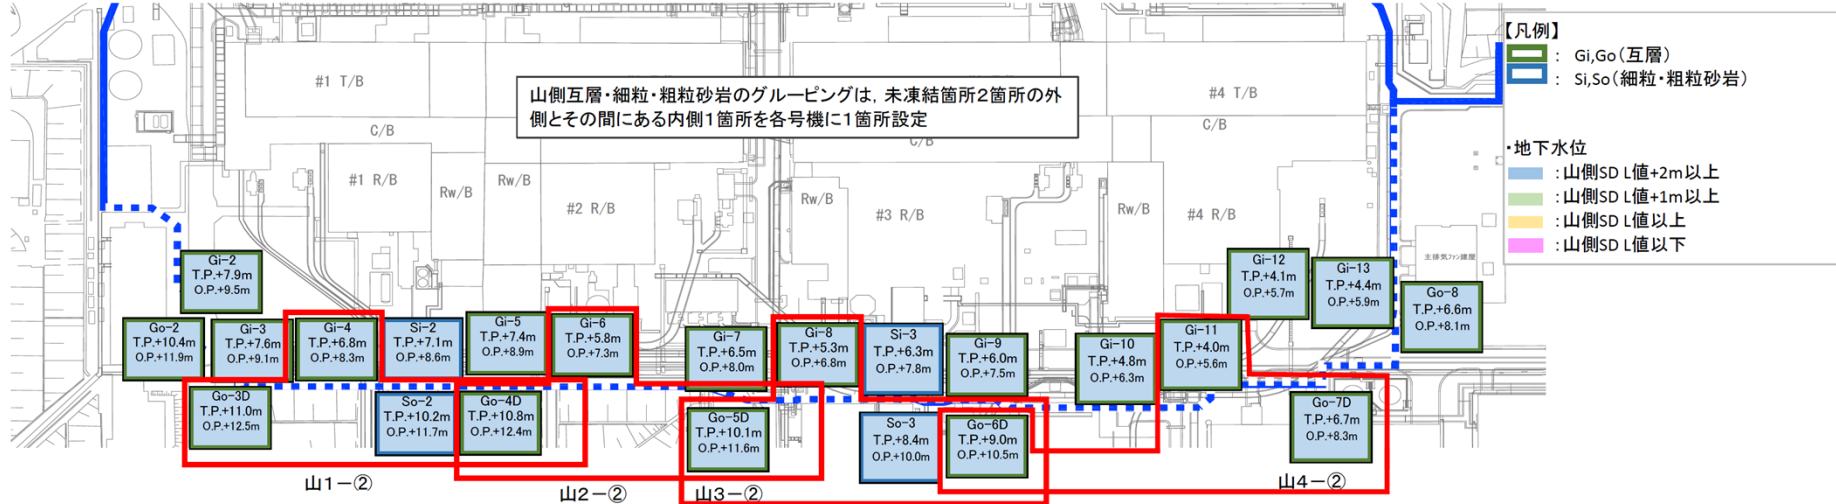 【凡例】
： Gi,Go（互層）
： Si,So（細粒・粗粒砂岩）
・地下水位
：山側SD L値+2m以上
：山側SD L値+1m以上
：山側SD L値以上
：山側SD L値以下
#1 T/B
山側互層・細粒・粗粒砂岩のグルーピングは，未凍結箇所2箇所の外
側とその間にある内側1箇所を各号機に1箇所設定
#4 T/B
C/B
C/B
C/B
#1 R/B
Rw/B
Rw/B
#2 R/B
Rw/B
#3 R/B
Rw/B
#4 R/B
主排気ファン建屋
Gi-2
T.P.+7.9m
O.P.+9.5m
Gi-12
T.P.+4.1m
O.P.+5.7m
Gi-13
T.P.+4.4m
O.P.+5.9m
Go-8
T.P.+6.6m
O.P.+8.1m
Go-2
T.P.+10.4m
O.P.+11.9m
Gi-3
T.P.+7.6m
O.P.+9.1m
Gi-4
T.P.+6.8m
O.P.+8.3m
Si-2
T.P.+7.1m
O.P.+8.6m
Gi-5
T.P.+7.4m
O.P.+8.9m
Gi-6
T.P.+5.8m
O.P.+7.3m
Gi-7
T.P.+6.5m
O.P.+8.0m
Gi-8
T.P.+5.3m
O.P.+6.8m
Si-3
T.P.+6.3m
O.P.+7.8m
Gi-9
T.P.+6.0m
O.P.+7.5m
Gi-10
T.P.+4.8m
O.P.+6.3m
Gi-11
T.P.+4.0m
O.P.+5.6m
Go-3D
T.P.+11.0m
O.P.+12.5m
So-2
T.P.+10.2m
O.P.+11.7m
Go-4D
T.P.+10.8m
O.P.+12.4m
Go-5D
T.P.+10.1m
O.P.+11.6m
So-3
T.P.+8.4m
O.P.+10.0m
Go-6D
T.P.+9.0m
O.P.+10.5m
Go-7D
T.P.+6.7m
O.P.+8.3m
山1-②
山2-②
山3-②
山4-②